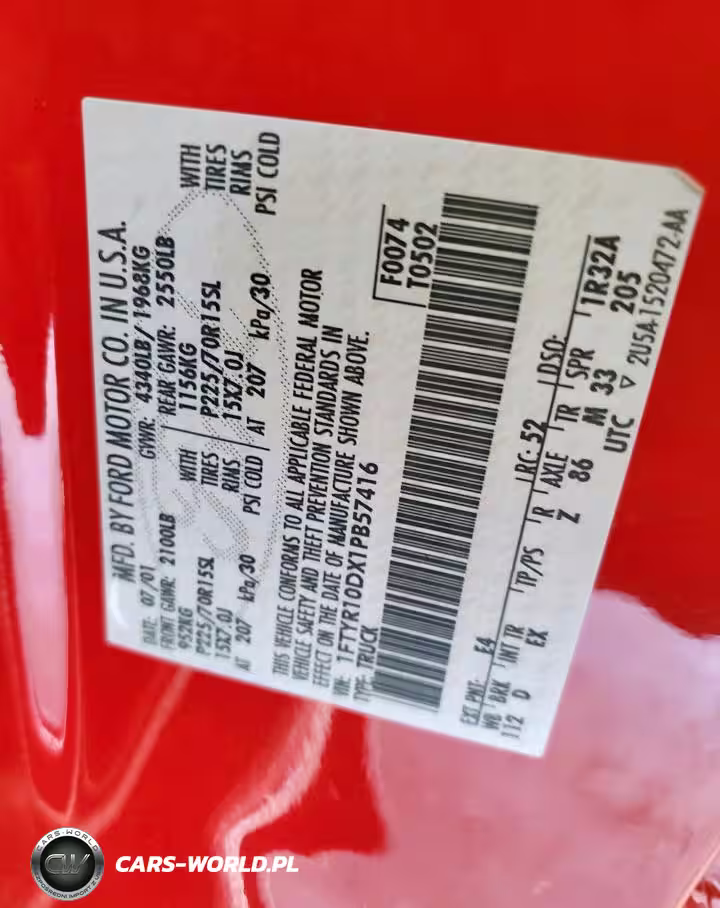 MFD. BY FORD MOTOR CO. IN U.S.A.
DATE: 07/01 GVWR: 4340LB/ 1968KG
FRONT GAWR: 2100LB REAR GAWR: 2550LB
952KG WITH 1156KG WITH
P225/70R15SL TIRES P225/70R15SL TIRES
15X7.0J RIMS 15X7.0J RIMS
AT 207 kPa/30 PSI COLD AT 207 kPa/30 PSI COLD
THIS VEHICLE CONFORMS TO ALL APPLICABLE FEDERAL MOTOR
VEHICLE SAFETY AND THEFT PREVENTION STANDARDS IN
EFFECT ON THE DATE OF MANUFACTURE SHOWN ABOVE.
VIN: 1FTYR10DX1PB57416
TYPE: TRUCK
F0074
T0502
EXT PNT: E4 RC: 52 DSO:
WB BRK INT TR TP/PS R AXLE TR SPR
112 D EX Z 86 M 33 1R32A
205
UTC ▽ 2U5A-1520472-AA
CARS-WORLD
CW
CARS-WORLD.PL